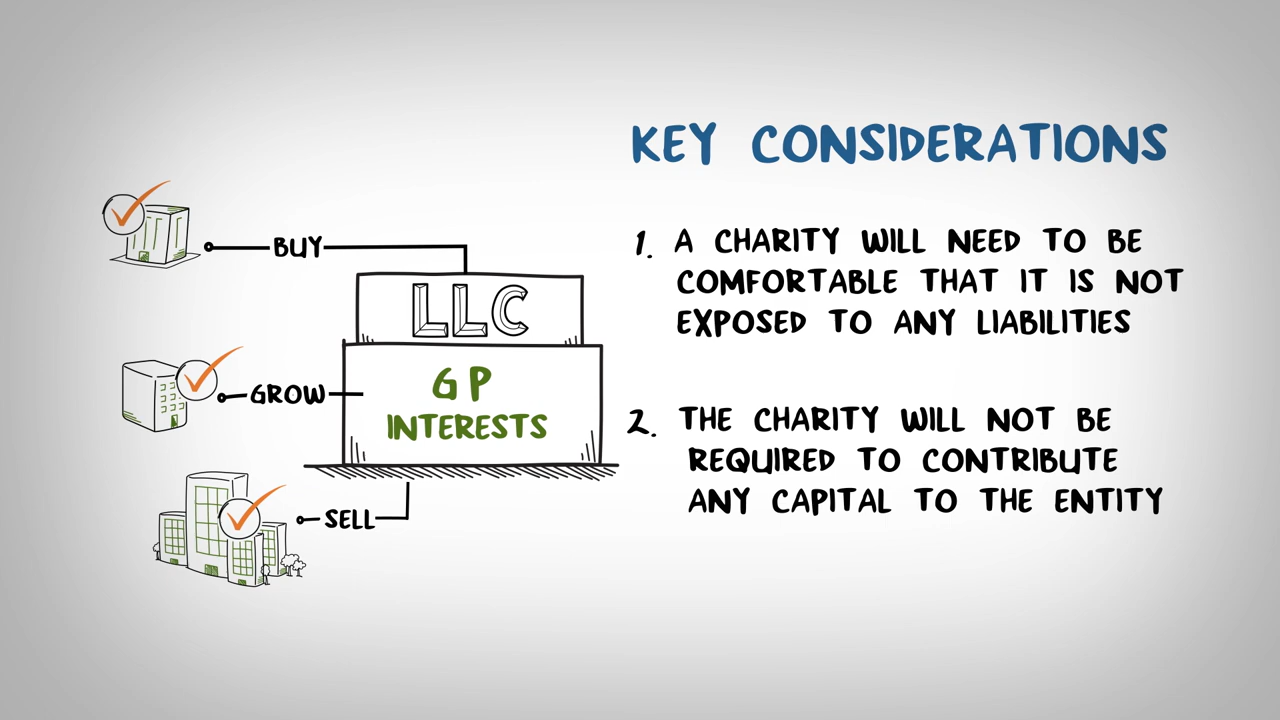 KEY CONSIDERATIONS
BUY
LLC
GP
INTERESTS
GROW
SELL
1. A CHARITY WILL NEED TO BE
COMFORTABLE THAT IT IS NOT
EXPOSED TO ANY LIABILITIES
2. THE CHARITY WILL NOT BE
REQUIRED TO CONTRIBUTE
ANY CAPITAL TO THE ENTITY